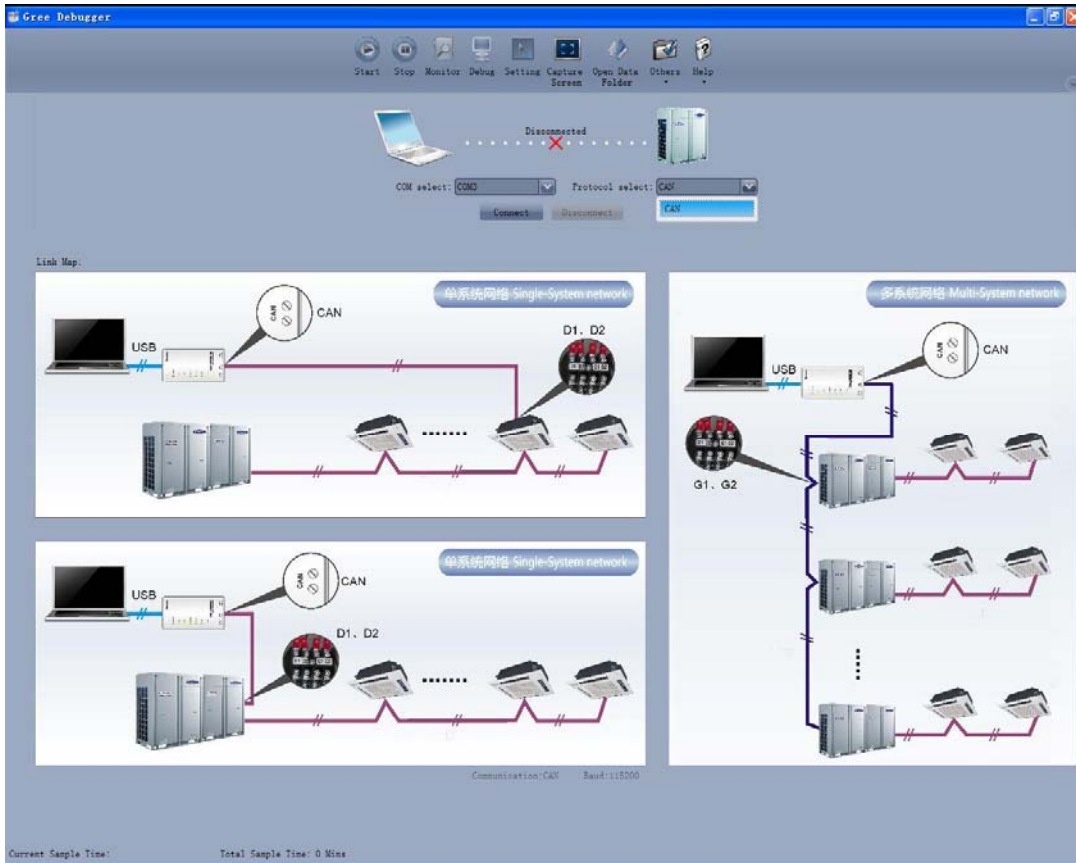 Gree Debugger
Start Stop Monitor Debug Setting Capture Screen Open Data Folder Others Help
Disconnected
COM select: COM3 Protocol select: CAN
Connect Disconnect CAN
Link Map:
单系统网络 Single-System network
CAN
CAN
D1、D2
USB
多系统网络 Multi-System network
CAN
CAN
USB
G1、G2
单系统网络 Single-System network
CAN
CAN
USB
D1、D2
Communication:CAN Baud:115200
Current Sample Time: Total Sample Time: 0 Mins